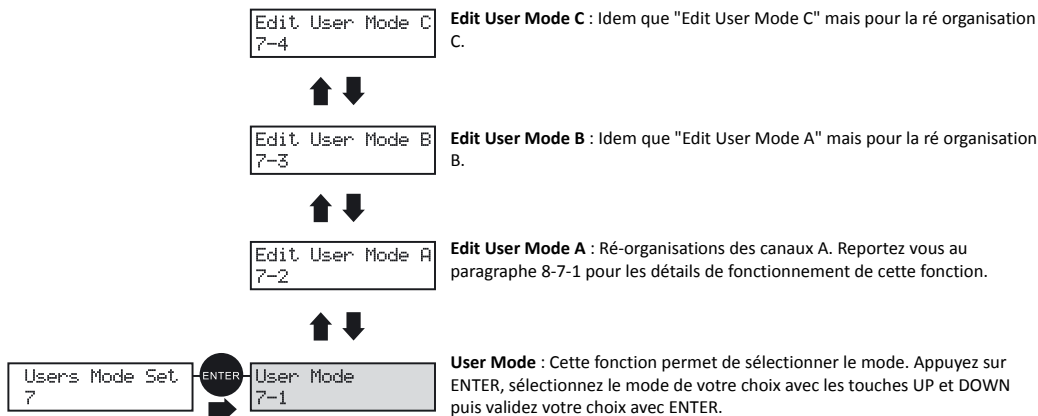 Edit User Mode C
7-4
Edit User Mode C : Idem que "Edit User Mode C" mais pour la ré organisation
C.
Edit User Mode B
7-3
Edit User Mode B : Idem que "Edit User Mode A" mais pour la ré organisation
B.
Edit User Mode A
7-2
Edit User Mode A : Ré-organisations des canaux A. Reportez vous au
paragraphe 8-7-1 pour les détails de fonctionnement de cette fonction.
Users Mode Set
7
ENTER
User Mode
7-1
User Mode : Cette fonction permet de sélectionner le mode. Appuyez sur
ENTER, sélectionnez le mode de votre choix avec les touches UP et DOWN
puis validez votre choix avec ENTER.